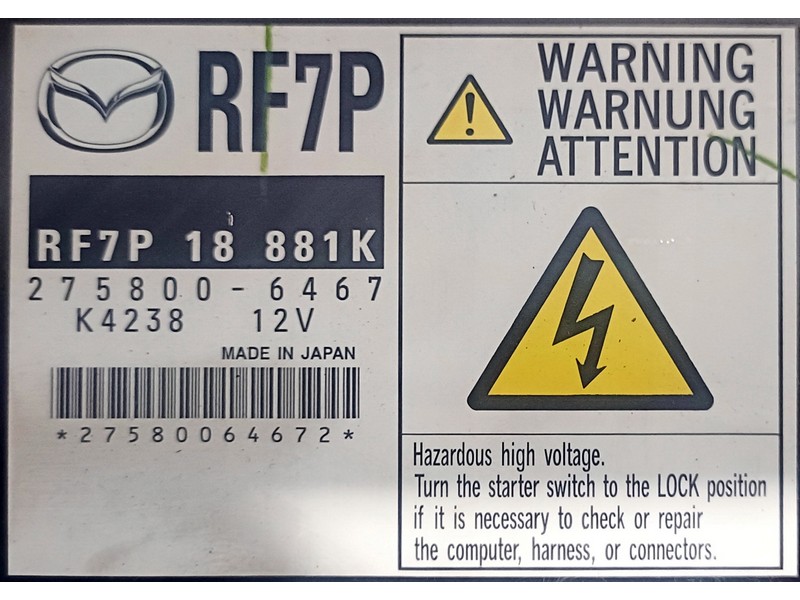 RF7P
RF7P 18 881K
275800-6467
K4238 12V
MADE IN JAPAN
*27580064672*
WARNING
WARNUNG
ATTENTION
Hazardous high voltage.
Turn the starter switch to the LOCK position
if it is necessary to check or repair
the computer, harness, or connectors.